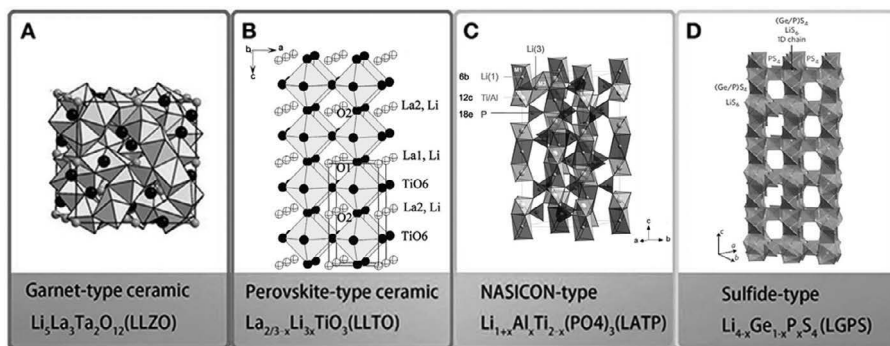 A
Garnet-type ceramic
Li₅La₃Ta₂O₁₂(LLZO)
B
b
a
c
La2, Li
O2
La1, Li
O1
TiO6
La2, Li
O2
TiO6
Perovskite-type ceramic
La₂/₃₋ₓLi₃ₓTiO₃(LLTO)
C
Li(3)
6b Li(1)
12c Ti/Al
18e P
c
a b
NASICON-type
Li₁₊ₓAlₓTi₂₋ₓ(PO4)₃(LATP)
D
(Ge/P)S₄
LiS₆
1D chain
PS₄ PS₄
(Ge/P)S₄
LiS₆
c
a
b
Sulfide-type
Li₄₋ₓGe₁₋ₓPₓS₄(LGPS)